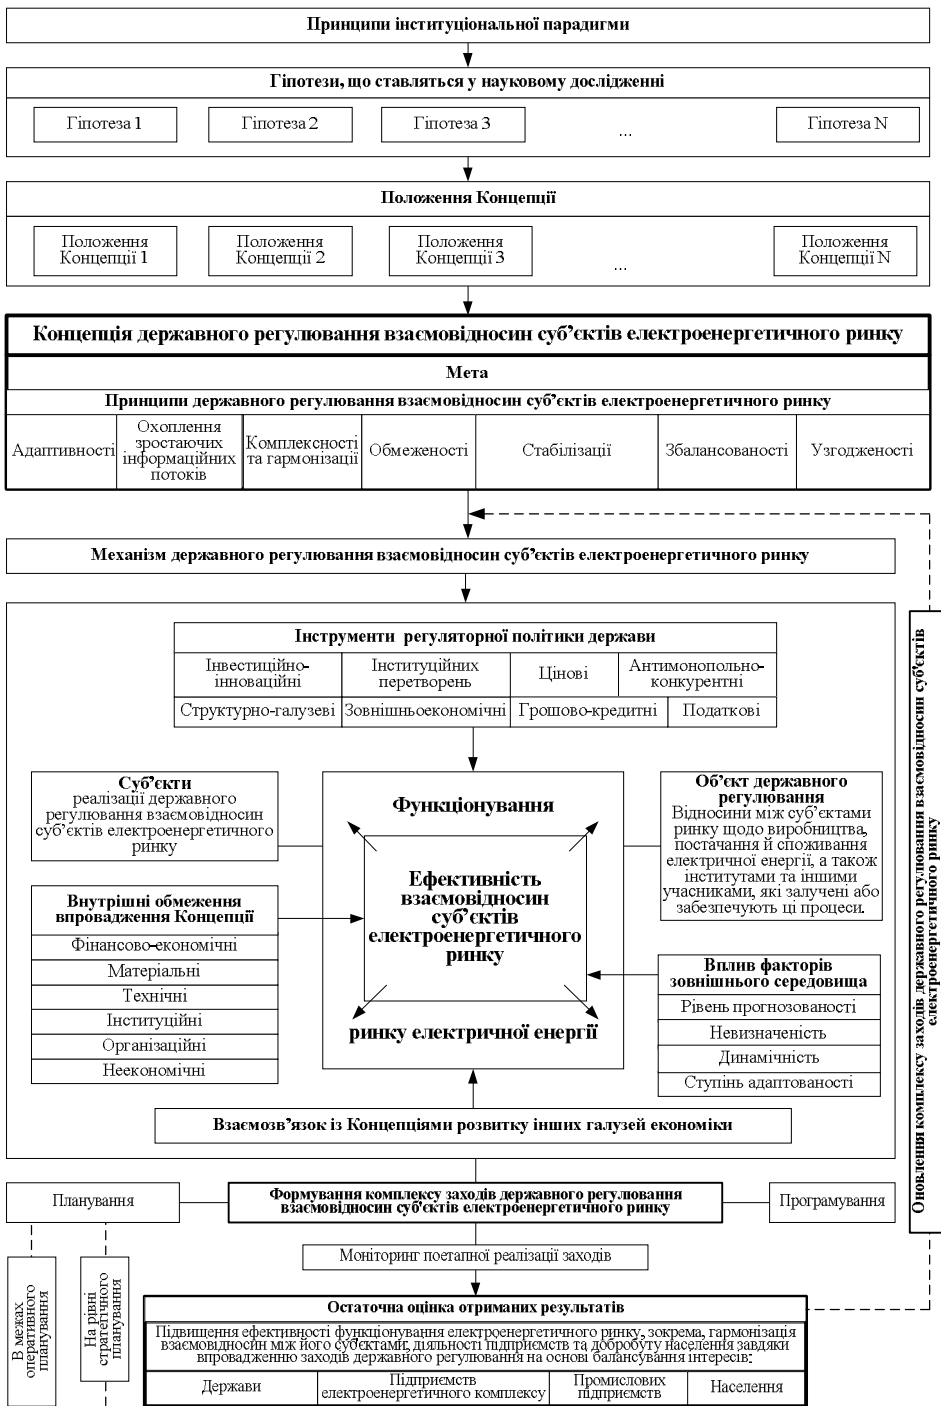 Принципи інституціональної парадигми
Гіпотези, що ставляться у науковому дослідженні
Гіпотеза 1
Гіпотеза 2
Гіпотеза 3
...
Гіпотеза N
Положення Концепції
Положення
Концепції 1
Положення
Концепції 2
Положення
Концепції 3
...
Положення
Концепції N
Концепція державного регулювання взаємовідносин суб’єктів електроенергетичного ринку
Мета
Принципи державного регулювання взаємовідносин суб’єктів електроенергетичного ринку
Адаптивності
Охоплення
зростаючих
інформаційних
потоків
Комплексності
та гармонізації
Обмеженості
Стабілізації
Збалансованості
Узгодженості
Механізм державного регулювання взаємовідносин суб’єктів електроенергетичного ринку
Інструменти регуляторної політики держави
Інвестиційно-
інноваційні
Інституційних
перетворень
Цінові
Антимонопольно-
конкурентні
Структурно-галузеві
Зовнішньоекономічні
Грошово-кредитні
Податкові
Суб’єкти
реалізації державного
регулювання взаємовідносин
суб’єктів електроенергетичного
ринку
Функціонування
Ефективність
взаємовідносин
суб’єктів
електроенергетичного
ринку
ринку електричної енергії
Об’єкт державного
регулювання
Відносини між суб’єктами
ринку щодо виробництва,
постачання й споживання
електричної енергії, а також
інститутами та іншими
учасниками, які залучені або
забезпечують ці процеси.
Внутрішні обмеження
впровадження Концепції
Фінансово-економічні
Матеріальні
Технічні
Інституційні
Організаційні
Неекономічні
Вплив факторів
зовнішнього середовища
Рівень прогнозованості
Невизначеність
Динамічність
Ступінь адаптованості
Взаємозв’язок із Концепціями розвитку інших галузей економіки
Оновлення комплексу заходів державного регулювання взаємовідносин суб’єктів
електроенергетичного ринку
Планування
Формування комплексу заходів державного регулювання
взаємовідносин суб’єктів електроенергетичного ринку
Програмування
Моніторинг поетапної реалізації заходів
В межах
оперативного
планування
На рівні
стратегічного
планування
Остаточна оцінка отриманих результатів
Підвищення ефективності функціонування електроенергетичного ринку, зокрема, гармонізація
взаємовідносин між його суб’єктами, діяльності підприємств та добробуту населення завдяки
впровадженню заходів державного регулювання на основі балансування інтересів:
Держави
Підприємств
електроенергетичного комплексу
Промислових
підприємств
Населення